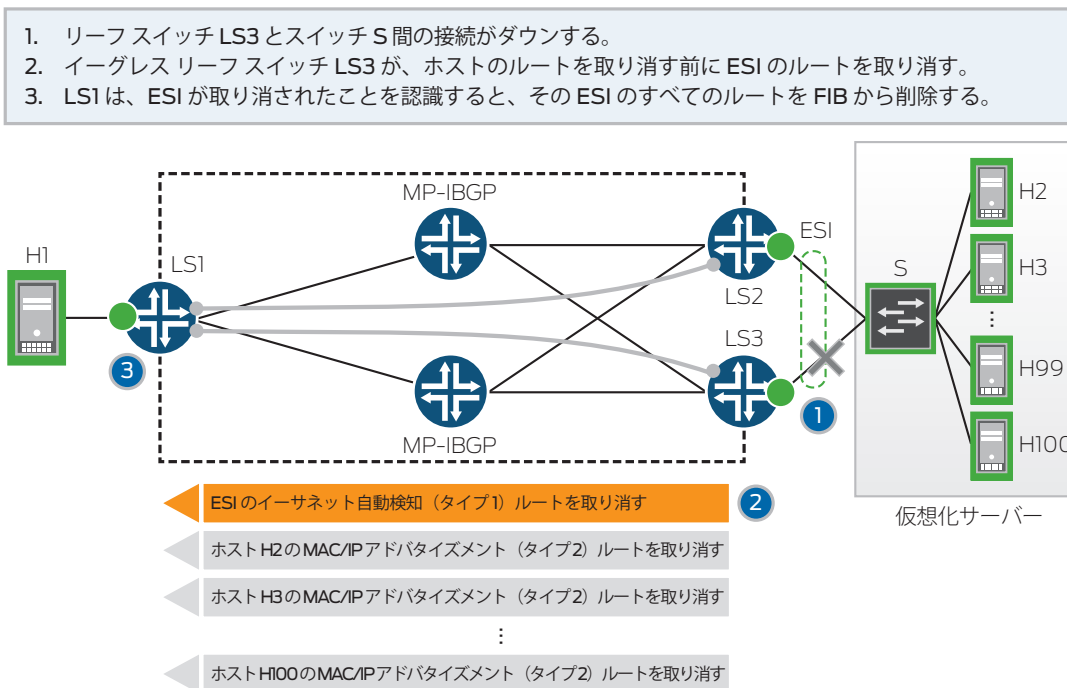 1. リーフ スイッチ LS3 とスイッチ S 間の接続がダウンする。
2. イーグレス リーフ スイッチ LS3 が、ホストのルートを取り消す前に ESI のルートを取り消す。
3. LS1 は、ESI が取り消されたことを認識すると、その ESI のすべてのルートを FIB から削除する。
MP-IBGP
H1
LS1
ESI
LS2
LS3
S
H2
H3
⋮
H99
H100
3
1
MP-IBGP
仮想化サーバー
ESI のイーサネット自動検知（タイプ 1）ルートを取り消す
2
ホスト H2 の MAC/IP アドバタイズメント（タイプ 2）ルートを取り消す
ホスト H3 の MAC/IP アドバタイズメント（タイプ 2）ルートを取り消す
⋮
ホスト H100 の MAC/IP アドバタイズメント（タイプ 2）ルートを取り消す